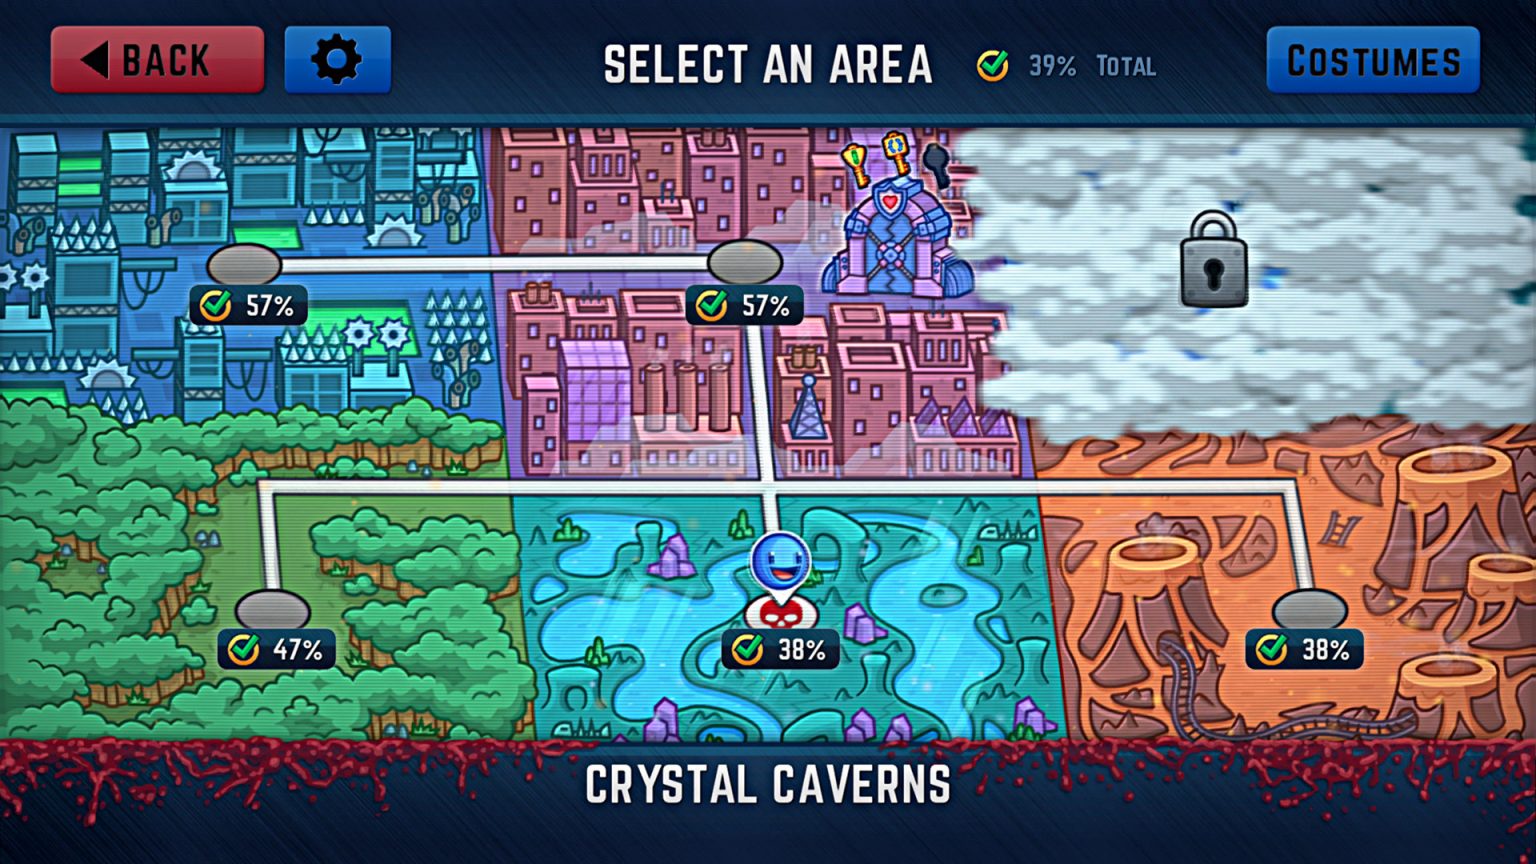 BACK
SELECT AN AREA
39% TOTAL
COSTUMES
57%
57%
47%
38%
38%
CRYSTAL CAVERNS